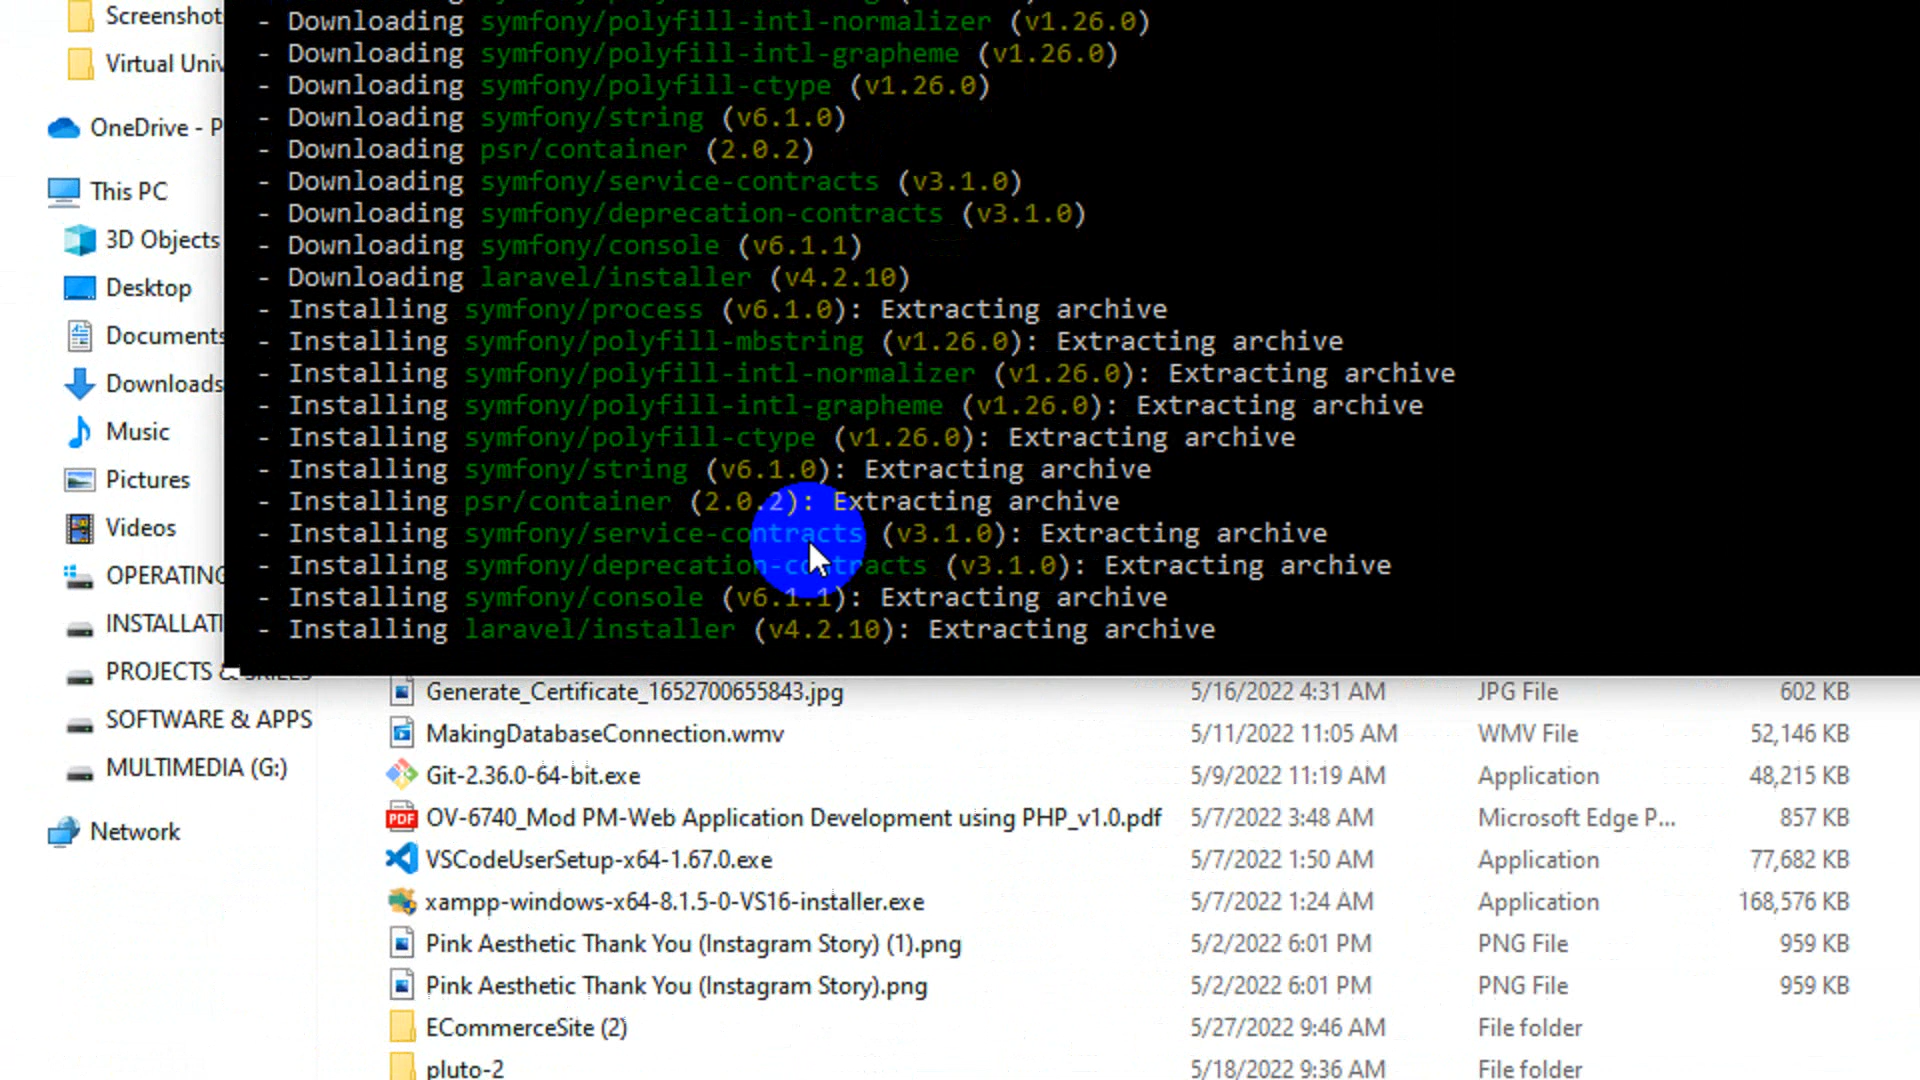 Screenshot
Virtual Univ
OneDrive - P
This PC
3D Objects
Desktop
Documents
Downloads
Music
Pictures
Videos
OPERATING
INSTALLATI
PROJECTS & SKILLS
SOFTWARE & APPS
MULTIMEDIA (G:)
Network
- Downloading symfony/polyfill-intl-normalizer (v1.26.0)
- Downloading symfony/polyfill-intl-grapheme (v1.26.0)
- Downloading symfony/polyfill-ctype (v1.26.0)
- Downloading symfony/string (v6.1.0)
- Downloading psr/container (2.0.2)
- Downloading symfony/service-contracts (v3.1.0)
- Downloading symfony/deprecation-contracts (v3.1.0)
- Downloading symfony/console (v6.1.1)
- Downloading laravel/installer (v4.2.10)
- Installing symfony/process (v6.1.0): Extracting archive
- Installing symfony/polyfill-mbstring (v1.26.0): Extracting archive
- Installing symfony/polyfill-intl-normalizer (v1.26.0): Extracting archive
- Installing symfony/polyfill-intl-grapheme (v1.26.0): Extracting archive
- Installing symfony/polyfill-ctype (v1.26.0): Extracting archive
- Installing symfony/string (v6.1.0): Extracting archive
- Installing psr/container (2.0.2): Extracting archive
- Installing symfony/service-contracts (v3.1.0): Extracting archive
- Installing symfony/deprecation-contracts (v3.1.0): Extracting archive
- Installing symfony/console (v6.1.1): Extracting archive
- Installing laravel/installer (v4.2.10): Extracting archive
Generate_Certificate_1652700655843.jpg 5/16/2022 4:31 AM JPG File 602 KB
MakingDatabaseConnection.wmv 5/11/2022 11:05 AM WMV File 52,146 KB
Git-2.36.0-64-bit.exe 5/9/2022 11:19 AM Application 48,215 KB
OV-6740_Mod PM-Web Application Development using PHP_v1.0.pdf 5/7/2022 3:48 AM Microsoft Edge P... 857 KB
VSCodeUserSetup-x64-1.67.0.exe 5/7/2022 1:50 AM Application 77,682 KB
xampp-windows-x64-8.1.5-0-VS16-installer.exe 5/7/2022 1:24 AM Application 168,576 KB
Pink Aesthetic Thank You (Instagram Story) (1).png 5/2/2022 6:01 PM PNG File 959 KB
Pink Aesthetic Thank You (Instagram Story).png 5/2/2022 6:01 PM PNG File 959 KB
ECommerceSite (2) 5/27/2022 9:46 AM File folder
pluto-2 5/18/2022 9:36 AM File folder